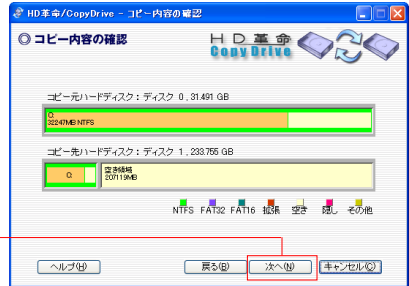 HD革命/CopyDrive - コピー内容の確認
◎ コピー内容の確認
HD革命
Copy Drive
コピー元ハードディスク：ディスク 0 , 31.491 GB
C:
32247MB NTFS
コピー先ハードディスク：ディスク 1 , 233.755 GB
C:
空き領域
207119MB
NTFS FAT32 FAT16 拡張 空き 隠し その他
ヘルプ(H) 戻る(B) 次へ(N) キャンセル(C)